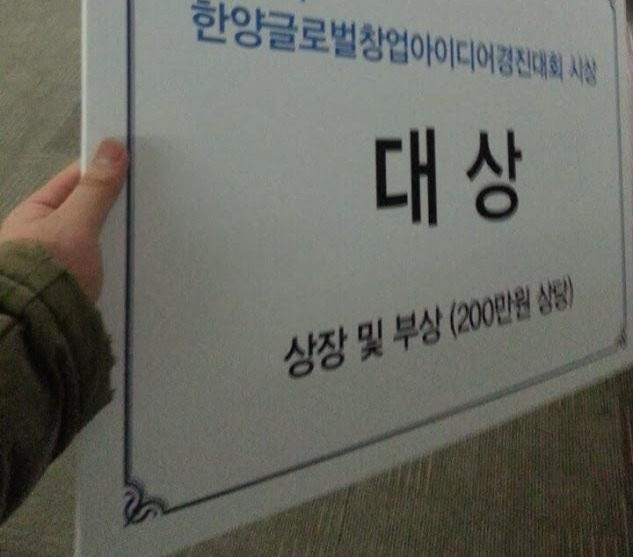 한양글로벌창업아이디어경진대회 시상
대 상
상장 및 부상 (200만원 상당)